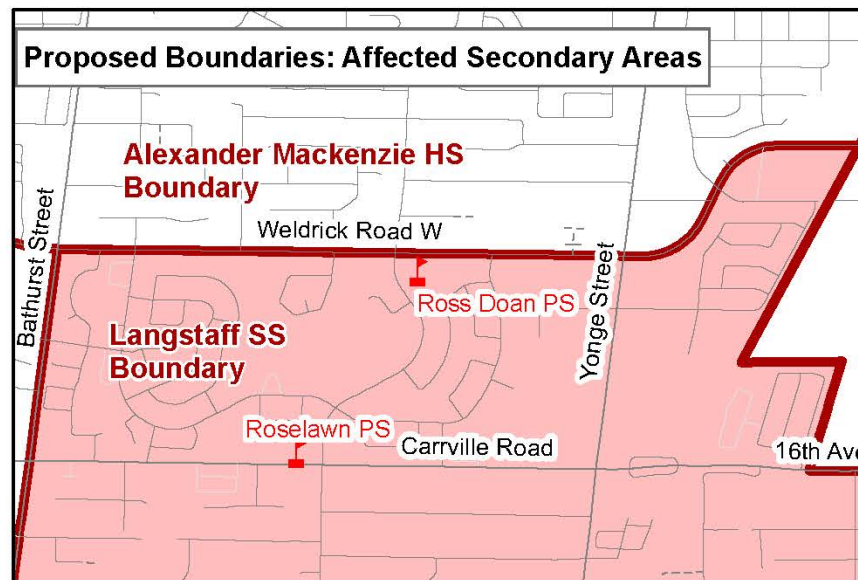 Proposed Boundaries: Affected Secondary Areas
Alexander Mackenzie HS
Boundary
Weldrick Road W
Bathurst Street
Ross Doan PS
Yonge Street
Langstaff SS
Boundary
Roselawn PS
Carrville Road
16th Ave